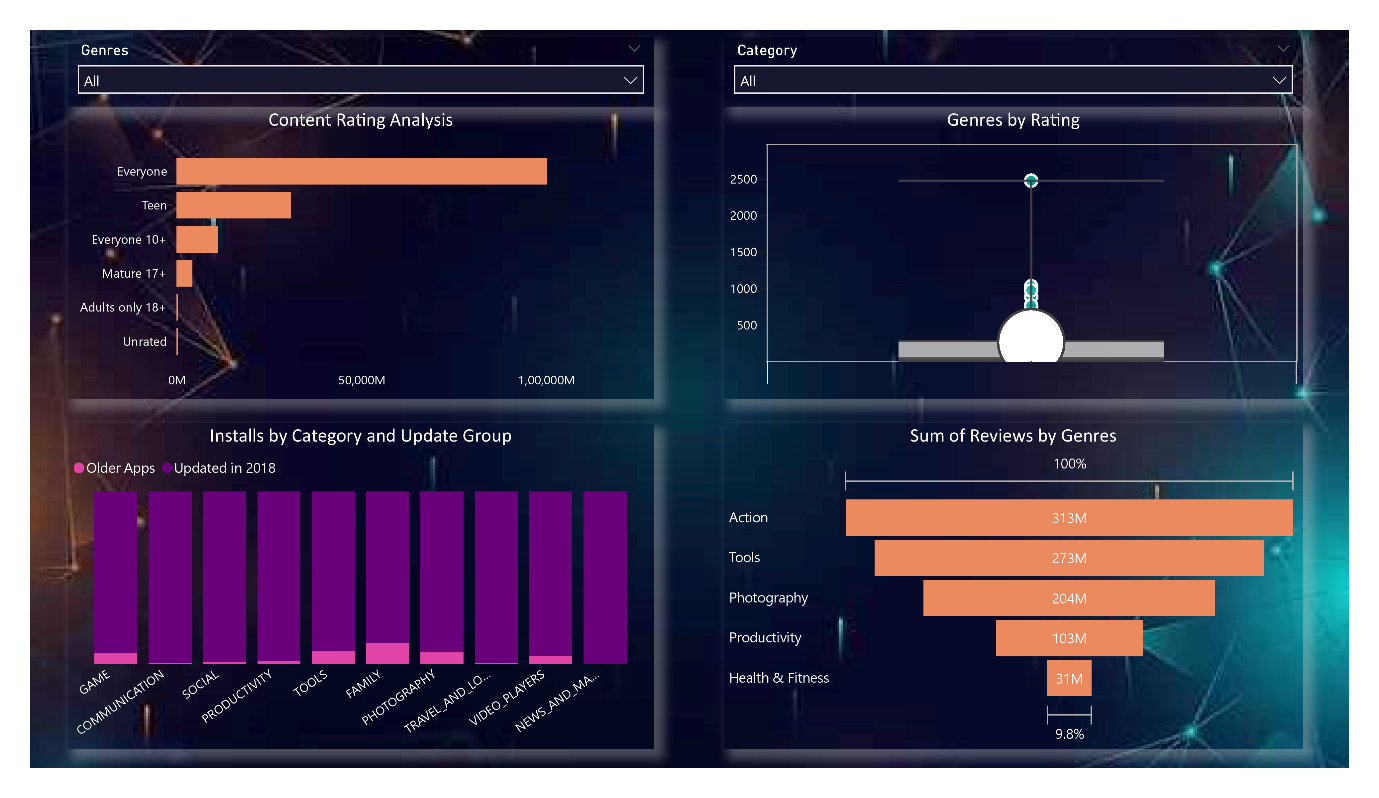 Genres
All
Category
All
Content Rating Analysis
Everyone
Teen
Everyone 10+
Mature 17+
Adults only 18+
Unrated
0M
50,000M
1,00,000M
Genres by Rating
2500
2000
1500
1000
500
Installs by Category and Update Group
Older Apps
Updated in 2018
GAME
COMMUNICATION
SOCIAL
PRODUCTIVITY
TOOLS
FAMILY
PHOTOGRAPHY
TRAVEL_AND_LO...
VIDEO_PLAYERS
NEWS_AND_MA...
Sum of Reviews by Genres
100%
Action
313M
Tools
273M
Photography
204M
Productivity
103M
Health & Fitness
31M
9.8%